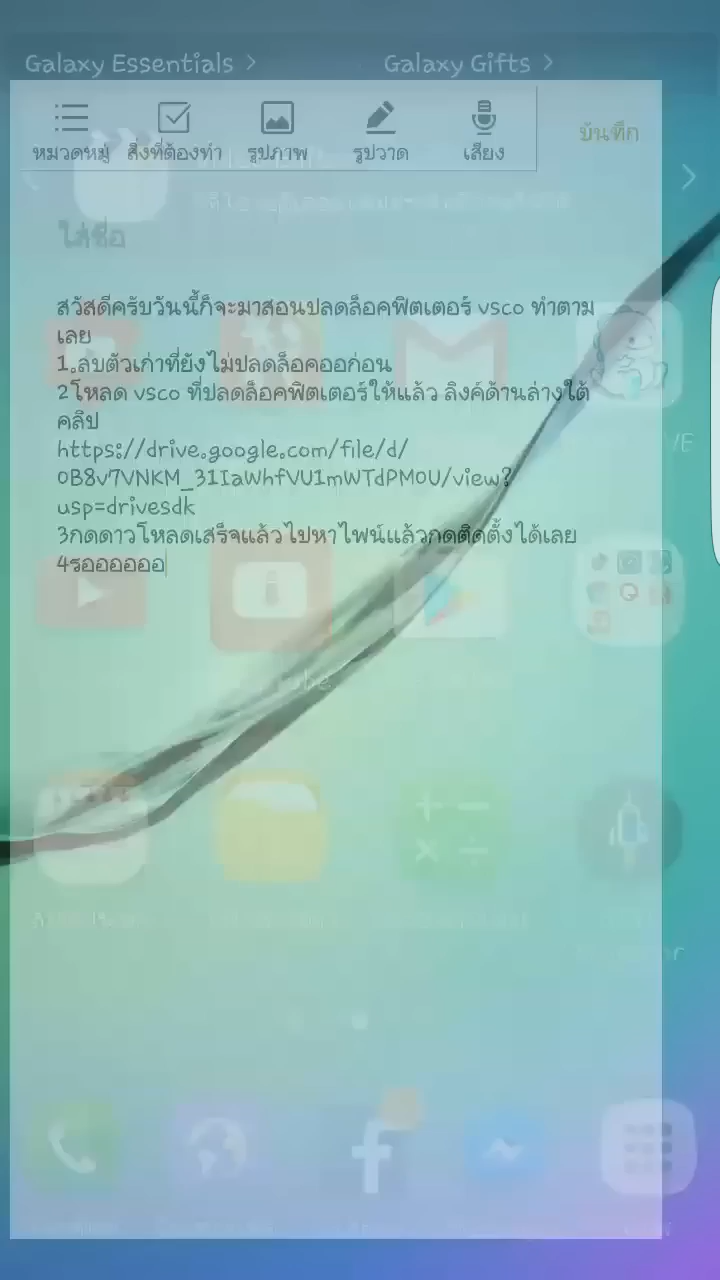 Galaxy Essentials >
Galaxy Gifts >
หมวดหมู่
สิ่งที่ต้องทำ
รูปภาพ
รูปวาด
เสียง
บันทึก
ใส่ชื่อ
สวัสดีครับวันนี้ก็จะมาสอนปลดล็อคฟิตเตอร์ vsco ทำตาม
เลย
1.ลบตัวเก่าที่ยังไม่ปลดล็อคออก่อน
2โหลด vsco ที่ปลดล็อคฟิตเตอร์ให้แล้ว ลิงค์ด้านล่างใต้
คลิป
https://drive.google.com/file/d/
0B8v7VNKM_31IaWhfVU1mWTdPM0U/view?
usp=drivesdk
3กดดาวโหลดเสร็จแล้วไปหาไฟน์แล้วกดติดตั้งได้เลย
4รออออออ